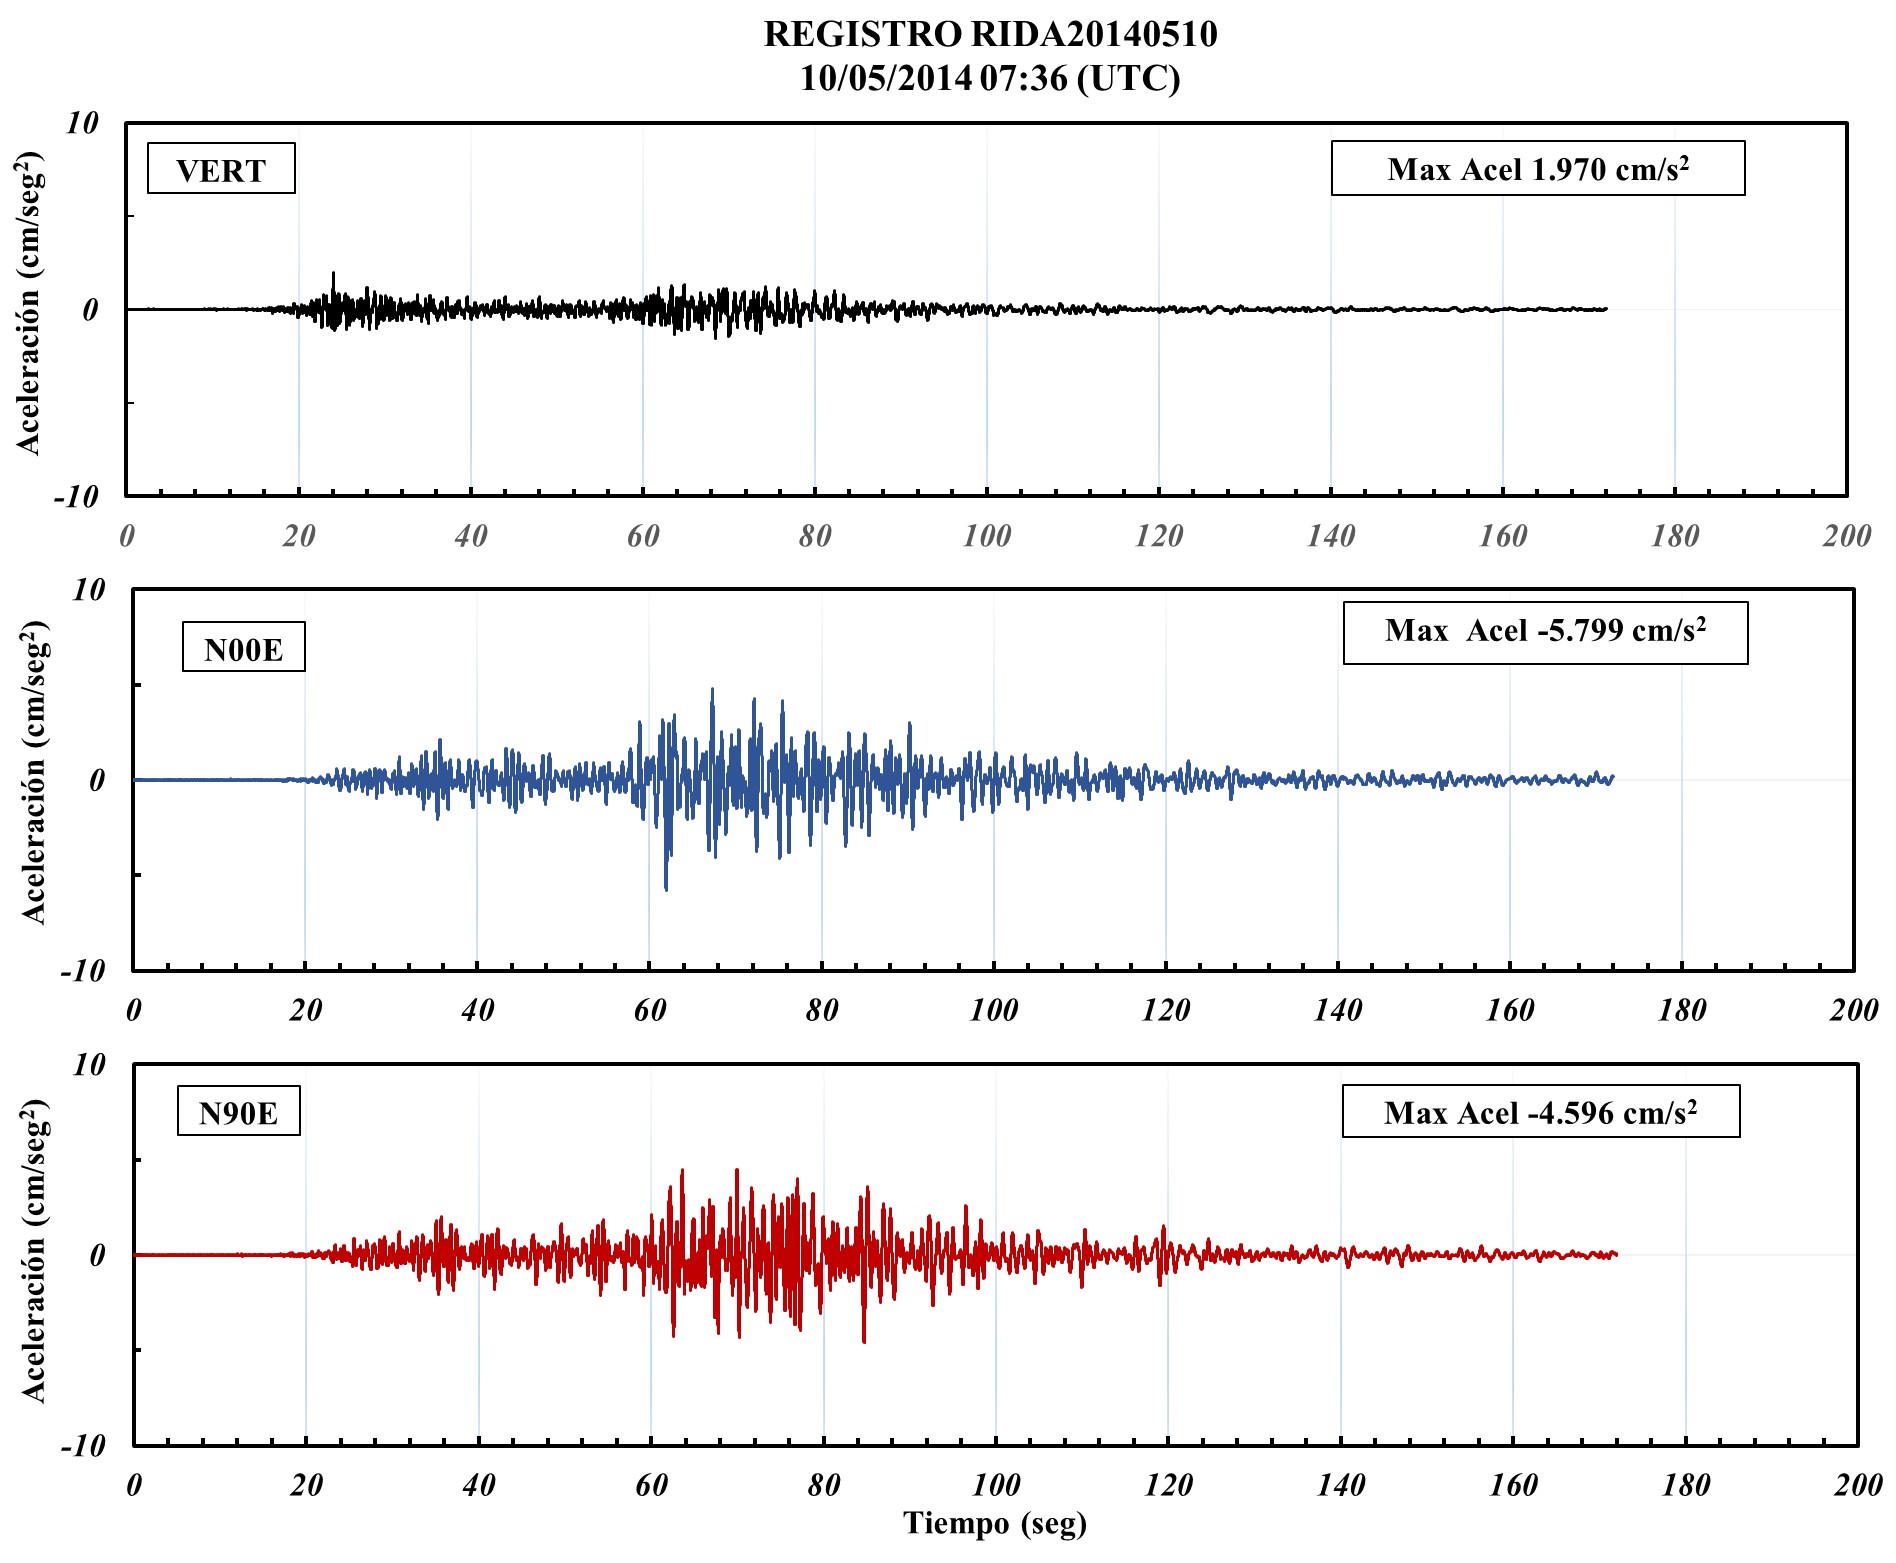 REGISTRO RIDA20140510
10/05/2014 07:36 (UTC)
Aceleración (cm/seg²)
10
0
-10
VERT
Max Acel 1.970 cm/s²
0 20 40 60 80 100 120 140 160 180 200
Aceleración (cm/seg²)
10
0
-10
N00E
Max Acel -5.799 cm/s²
0 20 40 60 80 100 120 140 160 180 200
Aceleración (cm/seg²)
10
0
-10
N90E
Max Acel -4.596 cm/s²
0 20 40 60 80 100 120 140 160 180 200
Tiempo (seg)